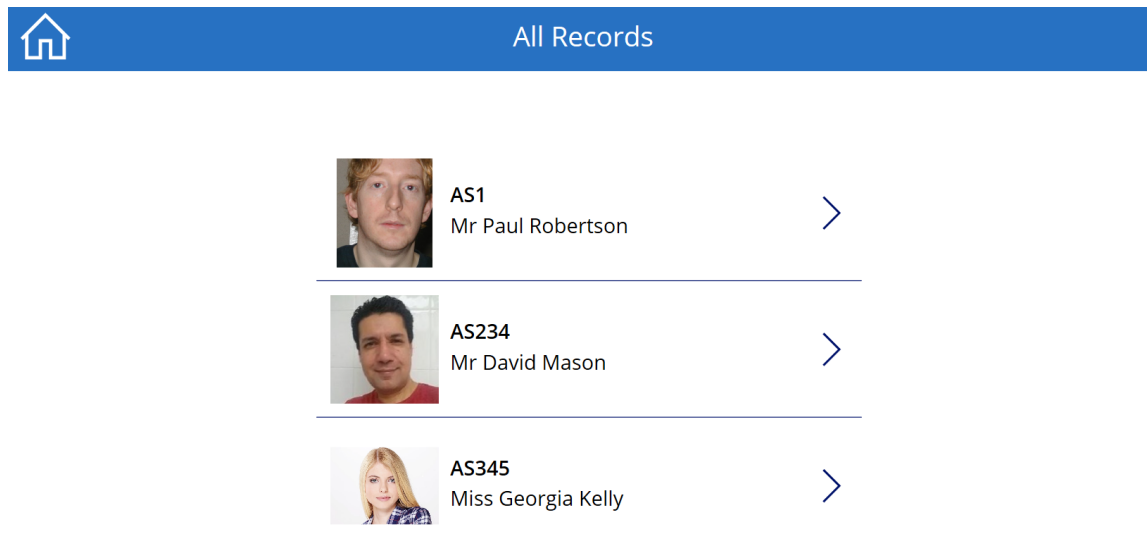 All Records
AS1
Mr Paul Robertson
AS234
Mr David Mason
AS345
Miss Georgia Kelly